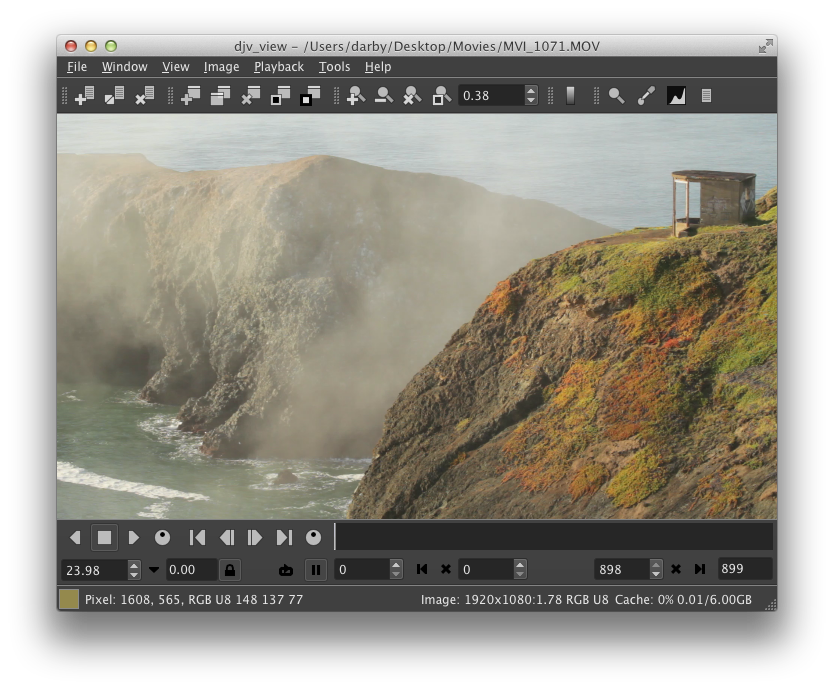 djv_view – /Users/darby/Desktop/Movies/MVI_1071.MOV
File Window View Image Playback Tools Help
0.38
23.98 0.00 0 0 898 899
Pixel: 1608, 565, RGB U8 148 137 77 Image: 1920x1080:1.78 RGB U8 Cache: 0% 0.01/6.00GB